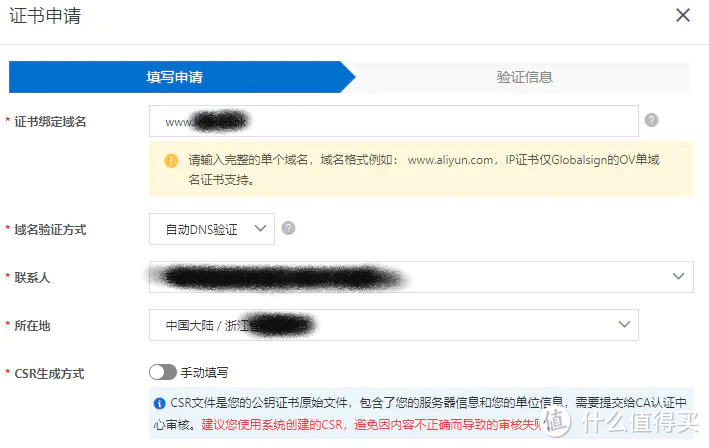 证书申请
填写申请
验证信息
* 证书绑定域名
www.
?
请输入完整的单个域名，域名格式例如： www.aliyun.com，IP证书仅Globalsign的OV单域
名证书支持。
* 域名验证方式
自动DNS验证
?
* 联系人
* 所在地
中国大陆 / 浙江
* CSR生成方式
手动填写
CSR文件是您的公钥证书原始文件，包含了您的服务器信息和您的单位信息，需要提交给CA认证中
心审核。建议您使用系统创建的CSR，避免因内容不正确而导致的审核失败
值 什么值得买